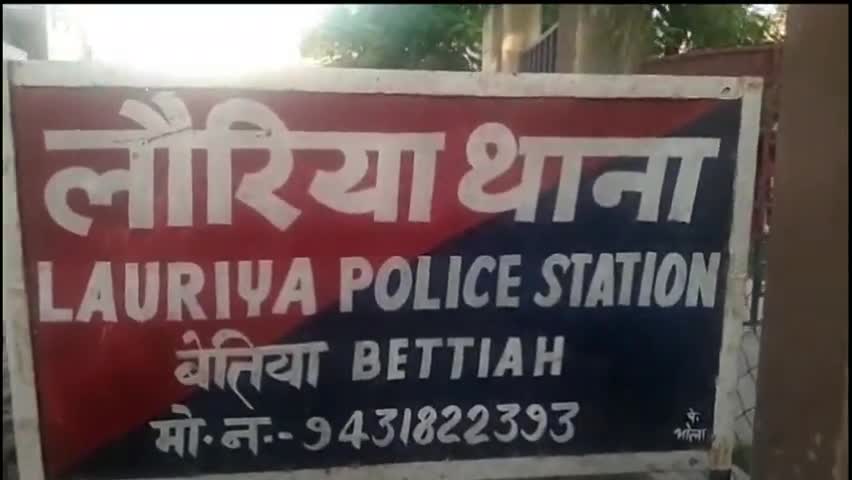 लौरिया थाना
LAURIYA POLICE STATION
बेतिया BETTIAH
मो॰ न॰:-9431822393
पे॰
भोला